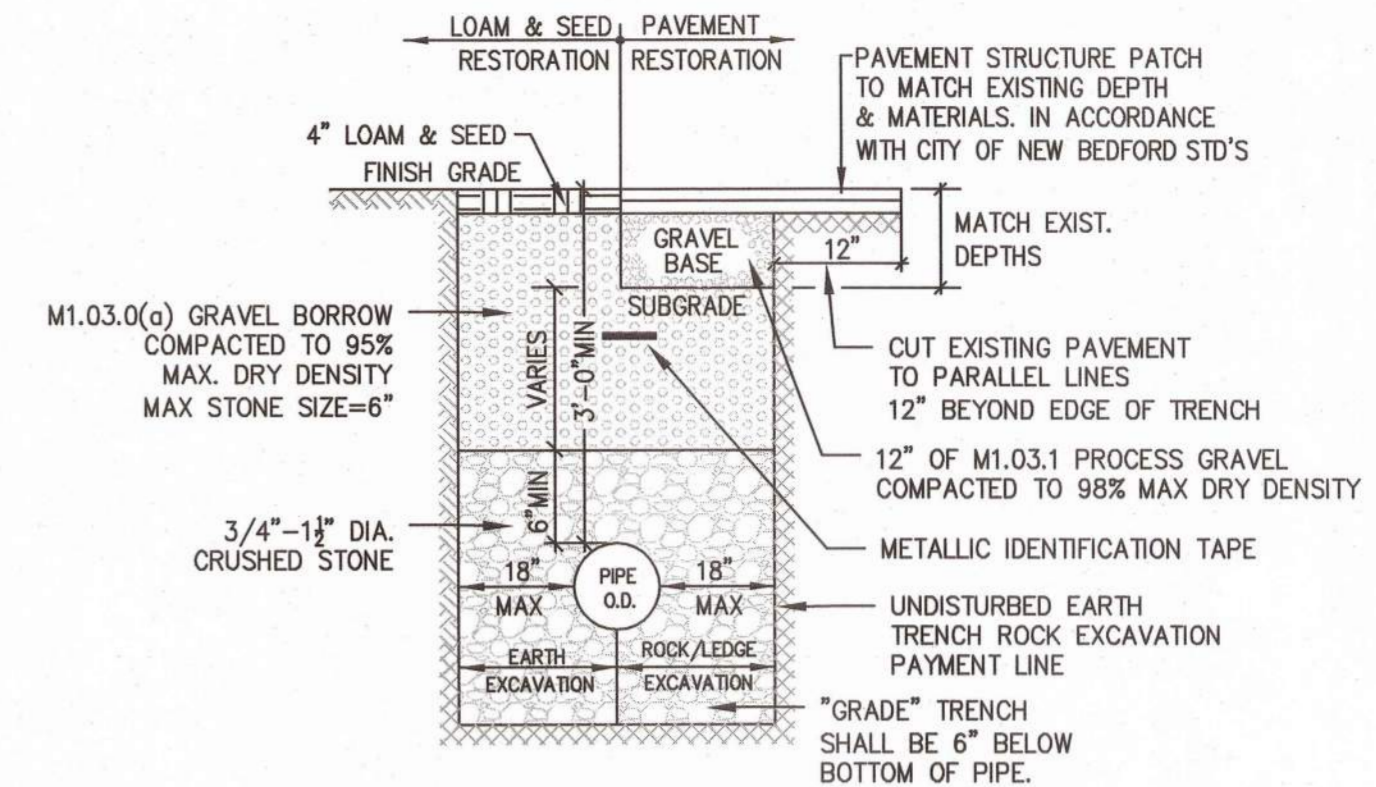 LOAM & SEED
RESTORATION
PAVEMENT
RESTORATION
PAVEMENT STRUCTURE PATCH
TO MATCH EXISTING DEPTH
& MATERIALS. IN ACCORDANCE
WITH CITY OF NEW BEDFORD STD'S
4" LOAM & SEED
FINISH GRADE
MATCH EXIST.
DEPTHS
GRAVEL
BASE
12"
SUBGRADE
M1.03.0(a) GRAVEL BORROW
COMPACTED TO 95%
MAX. DRY DENSITY
MAX STONE SIZE=6"
VARIES
3'-0"MIN
CUT EXISTING PAVEMENT
TO PARALLEL LINES
12" BEYOND EDGE OF TRENCH
12" OF M1.03.1 PROCESS GRAVEL
COMPACTED TO 98% MAX DRY DENSITY
6"MIN
3/4"-1½" DIA.
CRUSHED STONE
METALLIC IDENTIFICATION TAPE
18"
MAX
PIPE
O.D.
18"
MAX
UNDISTURBED EARTH
TRENCH ROCK EXCAVATION
PAYMENT LINE
EARTH
EXCAVATION
ROCK/LEDGE
EXCAVATION
"GRADE" TRENCH
SHALL BE 6" BELOW
BOTTOM OF PIPE.